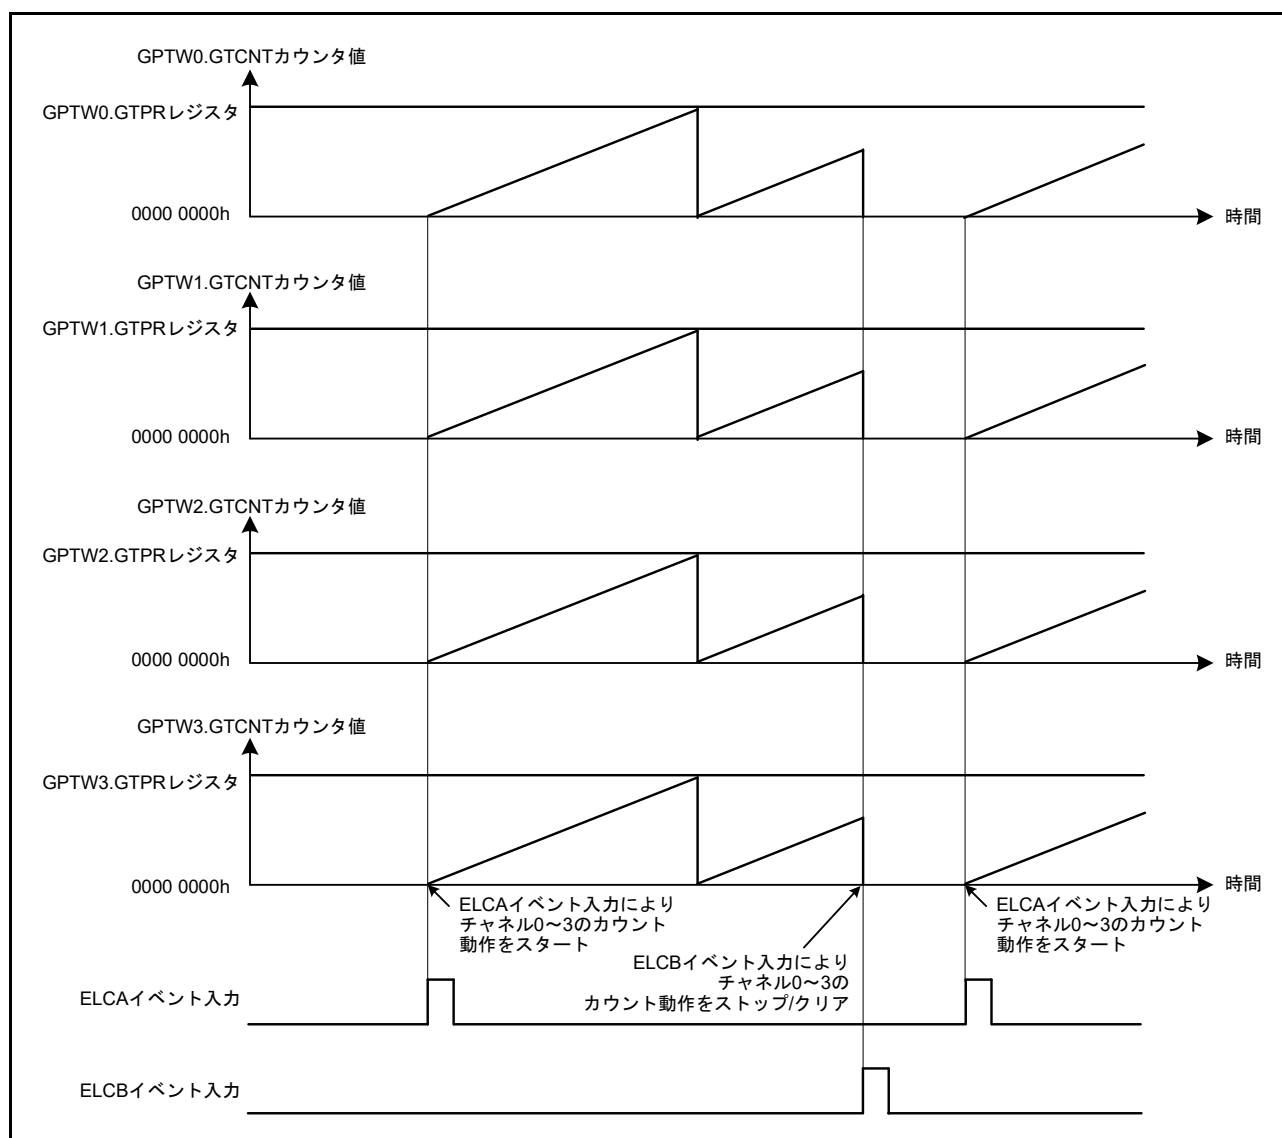 GPTW0.GTCNTカウンタ値
GPTW0.GTPRレジスタ
0000 0000h
時間
GPTW1.GTCNTカウンタ値
GPTW1.GTPRレジスタ
0000 0000h
時間
GPTW2.GTCNTカウンタ値
GPTW2.GTPRレジスタ
0000 0000h
時間
GPTW3.GTCNTカウンタ値
GPTW3.GTPRレジスタ
0000 0000h
時間
ELCAイベント入力により
チャネル0～3のカウント
動作をスタート
ELCBイベント入力により
チャネル0～3の
カウント動作をストップ/クリア
ELCAイベント入力により
チャネル0～3のカウント
動作をスタート
ELCAイベント入力
ELCBイベント入力